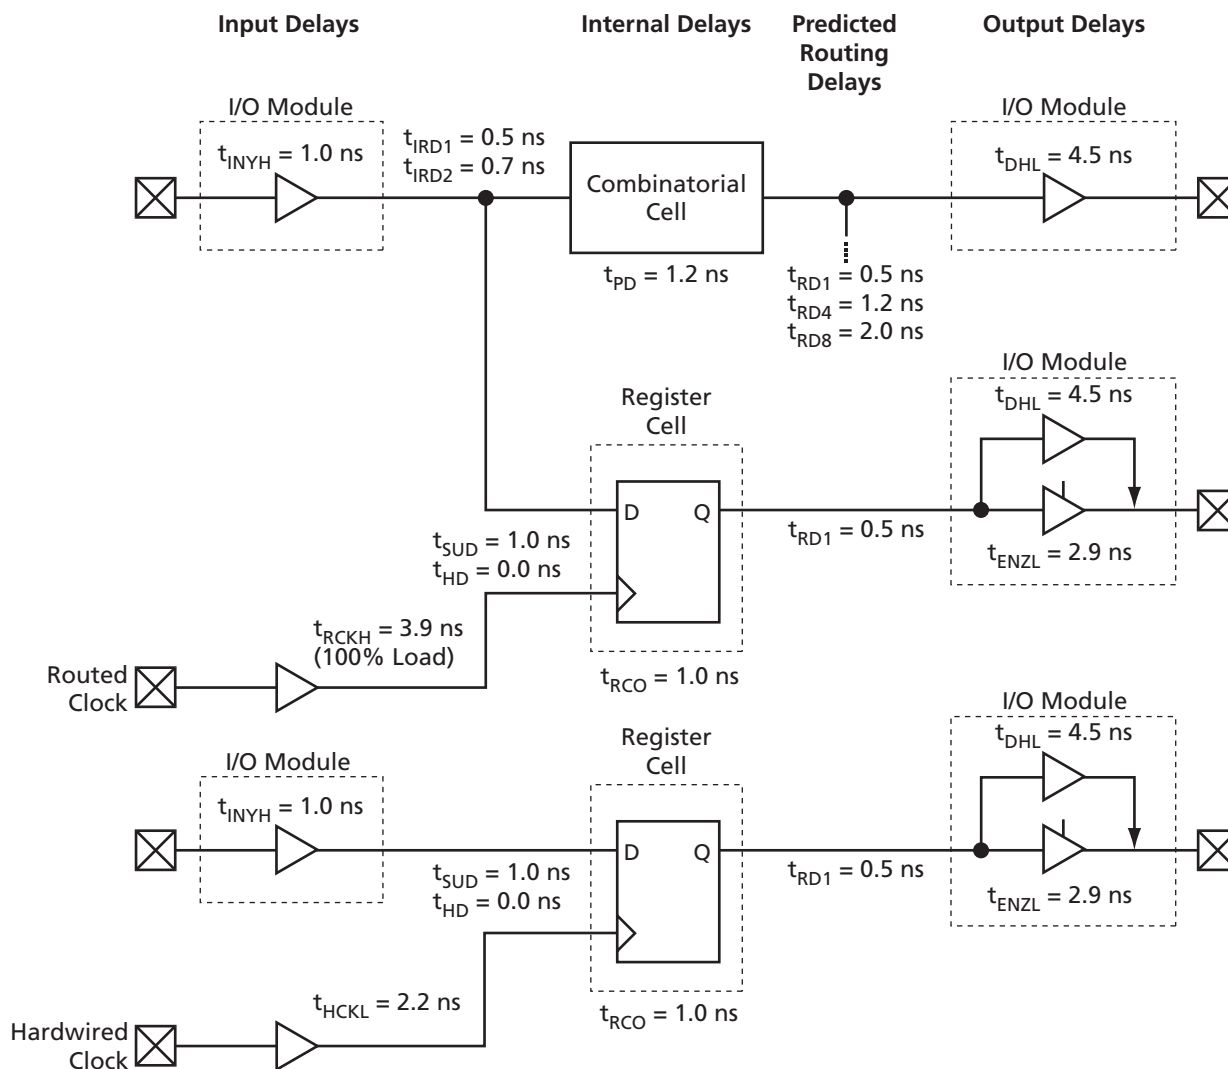 Input Delays
Internal Delays
Predicted
Routing
Delays
Output Delays
I/O Module
t_INYH = 1.0 ns
t_IRD1 = 0.5 ns
t_IRD2 = 0.7 ns
Combinatorial
Cell
t_PD = 1.2 ns
t_RD1 = 0.5 ns
t_RD4 = 1.2 ns
t_RD8 = 2.0 ns
I/O Module
t_DHL = 4.5 ns
Register
Cell
D Q
t_SUD = 1.0 ns
t_HD = 0.0 ns
t_RCKH = 3.9 ns
(100% Load)
Routed
Clock
t_RCO = 1.0 ns
t_RD1 = 0.5 ns
I/O Module
t_DHL = 4.5 ns
t_ENZL = 2.9 ns
I/O Module
t_INYH = 1.0 ns
Register
Cell
D Q
t_SUD = 1.0 ns
t_HD = 0.0 ns
t_HCKL = 2.2 ns
Hardwired
Clock
t_RCO = 1.0 ns
t_RD1 = 0.5 ns
I/O Module
t_DHL = 4.5 ns
t_ENZL = 2.9 ns